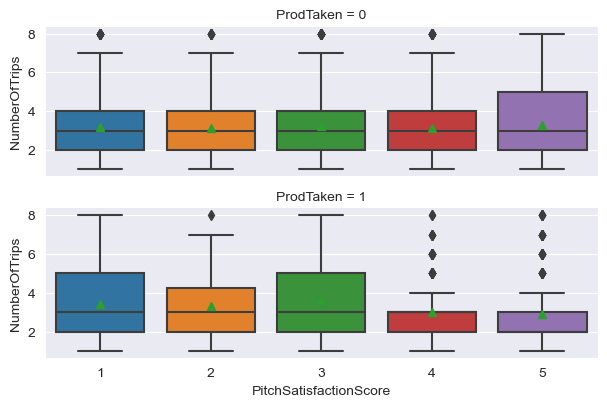 ProdTaken = 0
NumberOfTrips
8
6
4
2
ProdTaken = 1
NumberOfTrips
8
6
4
2
1 2 3 4 5
PitchSatisfactionScore